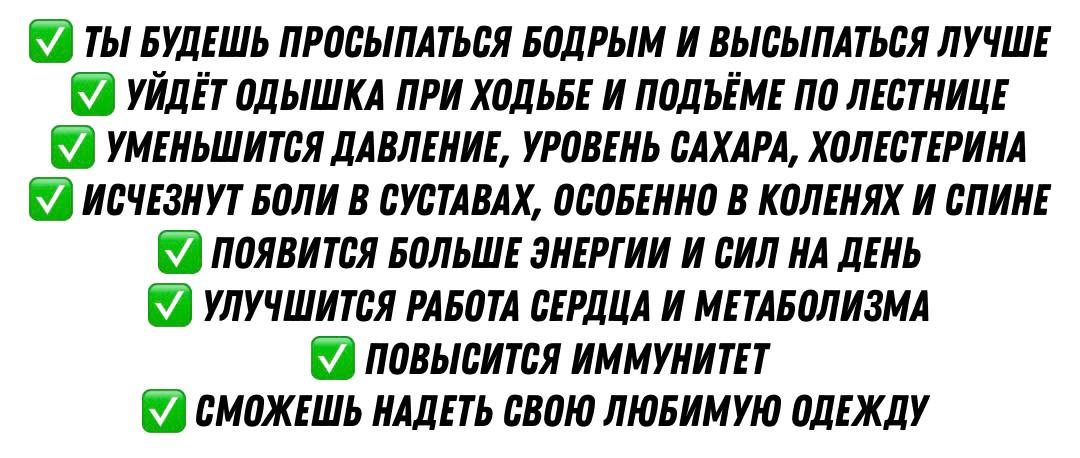 ✅ ТЫ БУДЕШЬ ПРОСЫПАТЬСЯ БОДРЫМ И ВЫСЫПАТЬСЯ ЛУЧШЕ
✅ УЙДЁТ ОДЫШКА ПРИ ХОДЬБЕ И ПОДЪЁМЕ ПО ЛЕСТНИЦЕ
✅ УМЕНЬШИТСЯ ДАВЛЕНИЕ, УРОВЕНЬ САХАРА, ХОЛЕСТЕРИНА
✅ ИСЧЕЗНУТ БОЛИ В СУСТАВАХ, ОСОБЕННО В КОЛЕНЯХ И СПИНЕ
✅ ПОЯВИТСЯ БОЛЬШЕ ЭНЕРГИИ И СИЛ НА ДЕНЬ
✅ УЛУЧШИТСЯ РАБОТА СЕРДЦА И МЕТАБОЛИЗМА
✅ ПОВЫСИТСЯ ИММУНИТЕТ
✅ СМОЖЕШЬ НАДЕТЬ СВОЮ ЛЮБИМУЮ ОДЕЖДУ